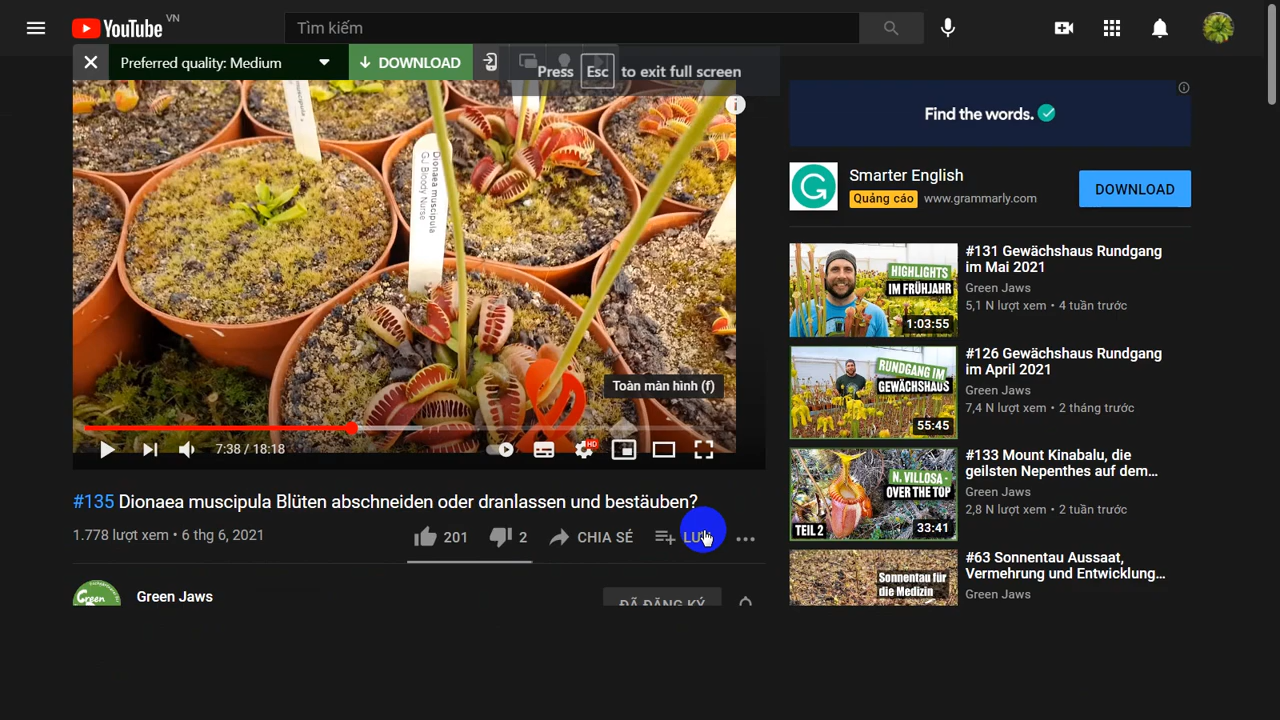 YouTube VN
Tìm kiếm
Preferred quality: Medium
DOWNLOAD
Press Esc to exit full screen
Dionaea muscipula
GJ Bloody Nurse
Toàn màn hình (f)
HD
7:38 / 18:18
#135 Dionaea muscipula Blüten abschneiden oder dranlassen und bestäuben?
1.778 lượt xem • 6 thg 6, 2021
201
2
CHIA SẺ
Green Jaws
ĐÃ ĐĂNG KÝ
Find the words.
Smarter English
Quảng cáo www.grammarly.com
DOWNLOAD
HIGHLIGHTS
IM FRÜHJAHR
1:03:55
#131 Gewächshaus Rundgang
im Mai 2021
Green Jaws
5,1 N lượt xem • 4 tuần trước
RUNDGANG IM
GEWÄCHSHAUS
55:45
#126 Gewächshaus Rundgang
im April 2021
Green Jaws
7,4 N lượt xem • 2 tháng trước
N. VILLOSA -
OVER THE TOP
TEIL 2
33:41
#133 Mount Kinabalu, die
geilsten Nepenthes auf dem...
Green Jaws
2,8 N lượt xem • 2 tuần trước
Sonnentau für
die Medizin
#63 Sonnentau Aussaat,
Vermehrung und Entwicklung...
Green Jaws